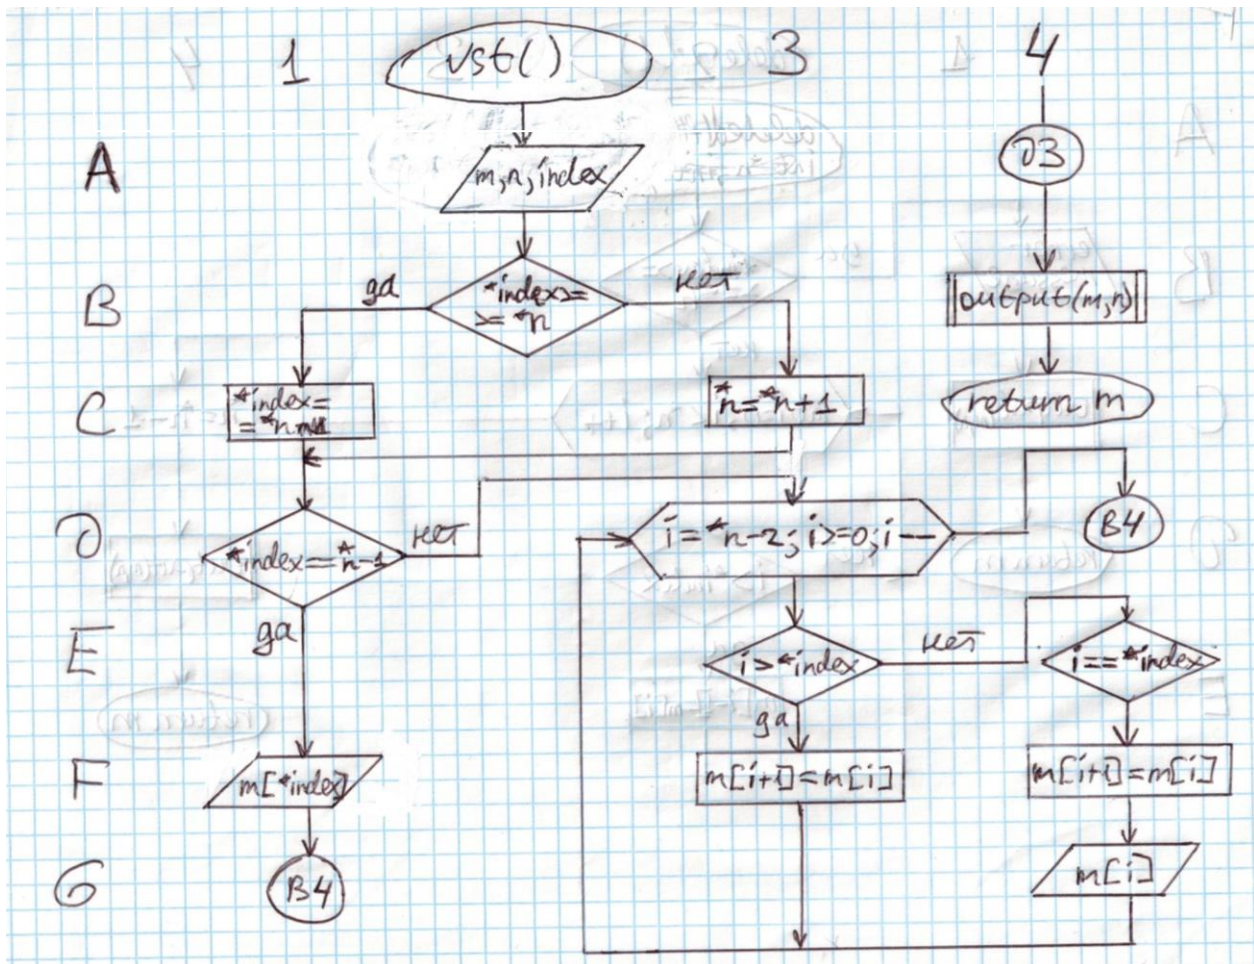 1 vst() 3 4
A m,n,index D3
B да *index>=
>= *n нет output(m,n)
C *index=
n=*n+1 return m
D *index==*n-1 нет i=*n-2; i>=0; i-- B4
E да i>*index нет i==*index
да
F m[*index] m[i+1]=m[i] m[i+1]=m[i]
G B4 m[i]